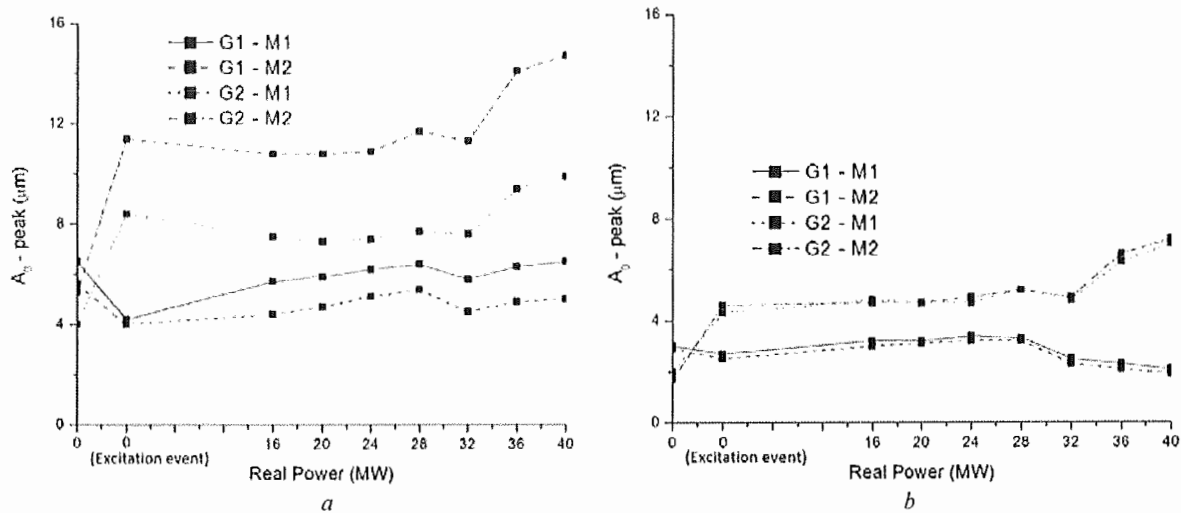 16
12
8
4
0
A₀ - peak (μm)
G1 - M1
G1 - M2
G2 - M1
G2 - M2
0 0 16 20 24 28 32 36 40
(Excitation event)
Real Power (MW)
a
16
12
8
4
0
A₀ - peak (μm)
G1 - M1
G1 - M2
G2 - M1
G2 - M2
0 0 16 20 24 28 32 36 40
(Excitation event)
Real Power (MW)
b